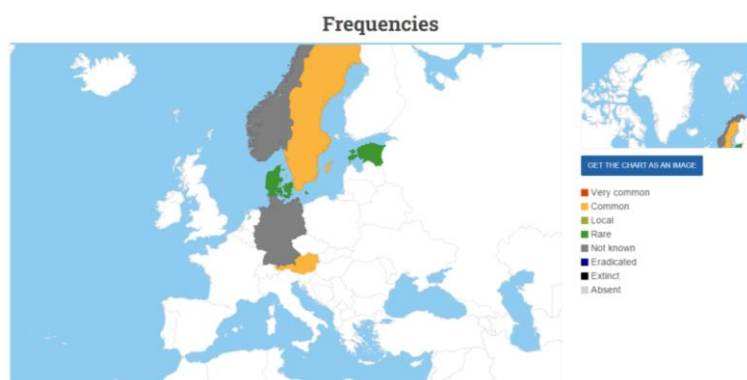 Frequencies
GET THE CHART AS AN IMAGE
Very common
Common
Local
Rare
Not known
Eradicated
Extinct
Absent